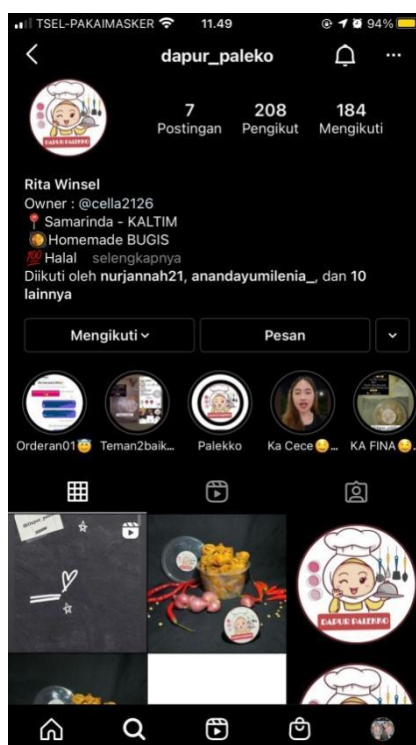 TSEL-PAKAIMASKER 11.49 94%
dapur_paleko
7 208 184
Postingan Pengikut Mengikuti
Rita Winsel
Owner : @cella2126
Samarinda - KALTIM
Homemade BUGIS
💯 Halal selengkapnya
Diikuti oleh nurjannah21, anandayumilenia_, dan 10
lainnya
Mengikuti Pesan
Orderan01😇 Teman2baik... Palekko Ka Cece😊... KA FINA😊.
DAPUR PALEKKO